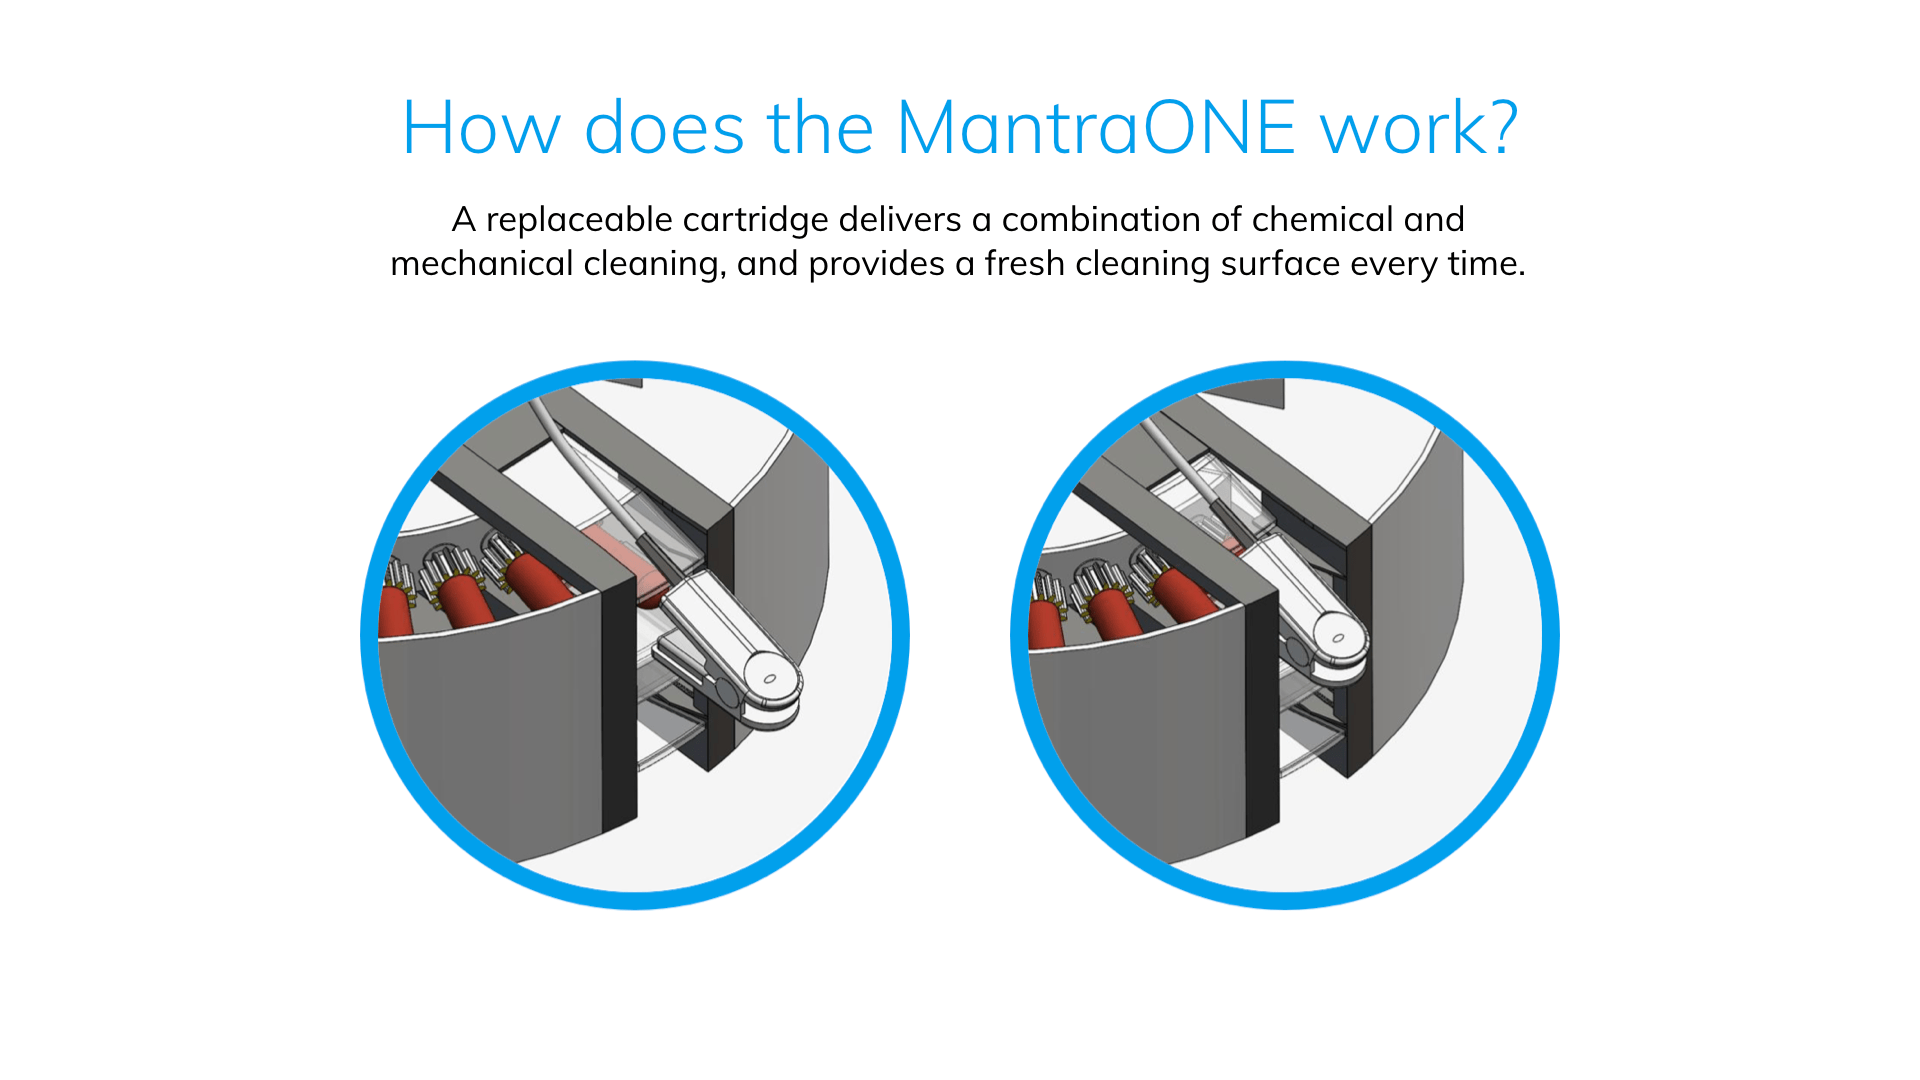 How does the MantraONE work?
A replaceable cartridge delivers a combination of chemical and
mechanical cleaning, and provides a fresh cleaning surface every time.